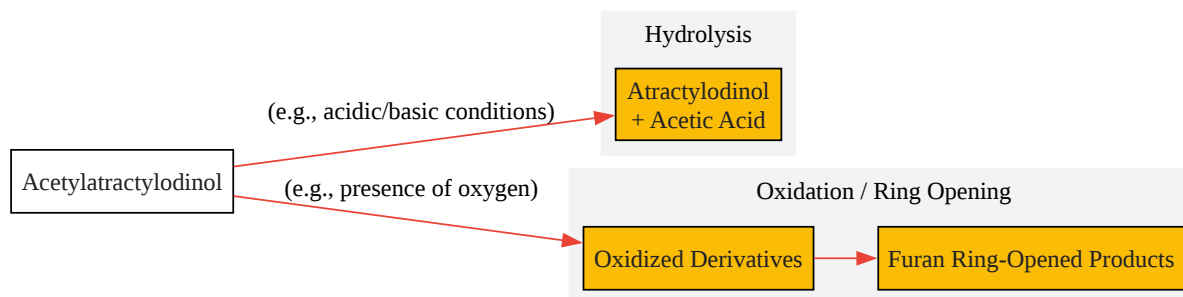 Hydrolysis
Atractylodinol
+ Acetic Acid
(e.g., acidic/basic conditions)
Acetylatractylodinol
(e.g., presence of oxygen)
Oxidation / Ring Opening
Oxidized Derivatives
Furan Ring-Opened Products